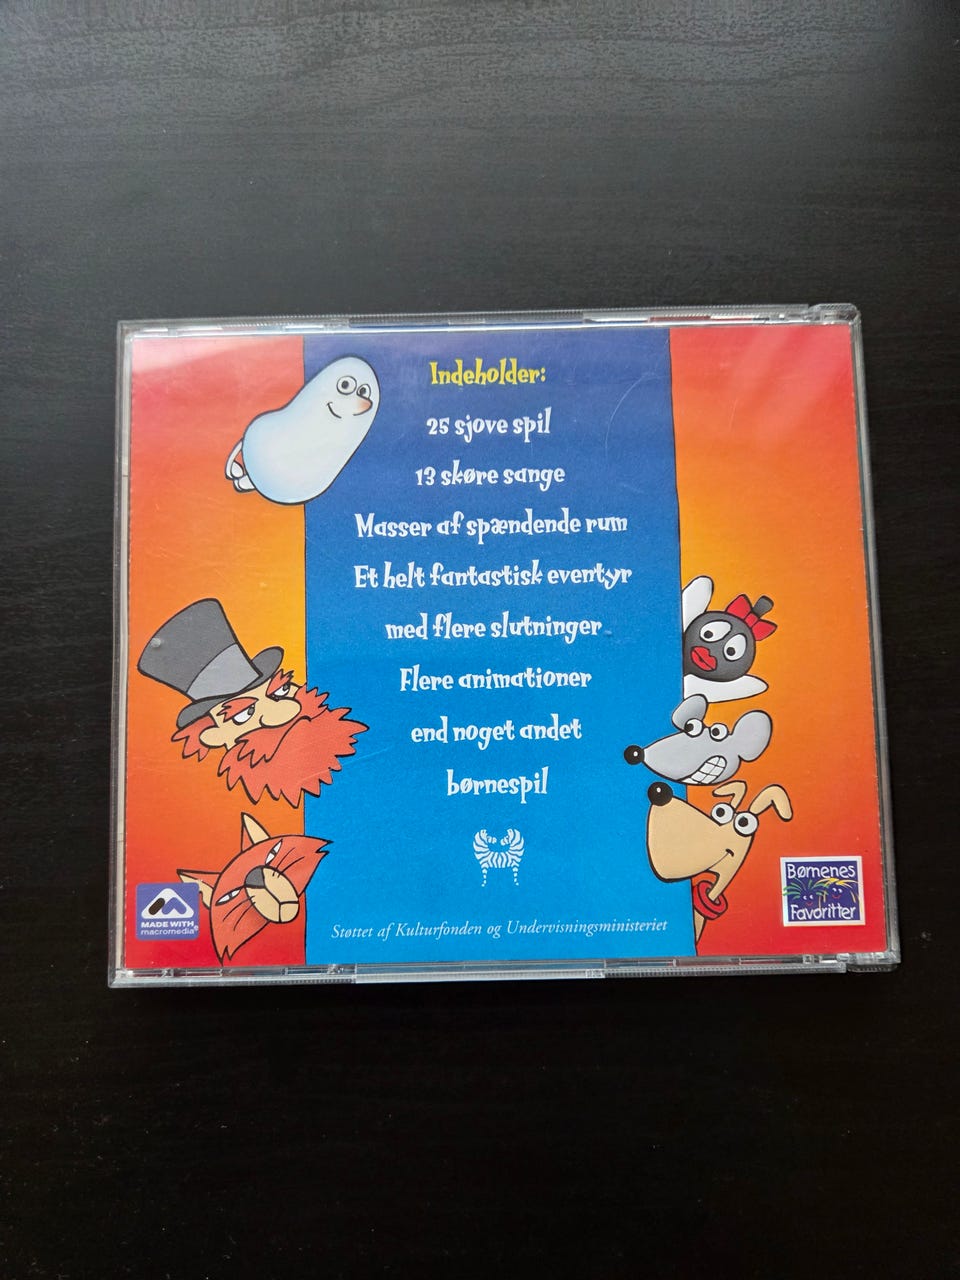 Indeholder:
25 sjove spil
13 skøre sange
Masser af spændende rum
Et helt fantastisk eventyr
med flere slutninger
Flere animationer
end noget andet
børnespil
Støttet af Kulturfonden og Undervisningsministeriet
MADE WITH
macromedia®
Børnenes
Favoritter